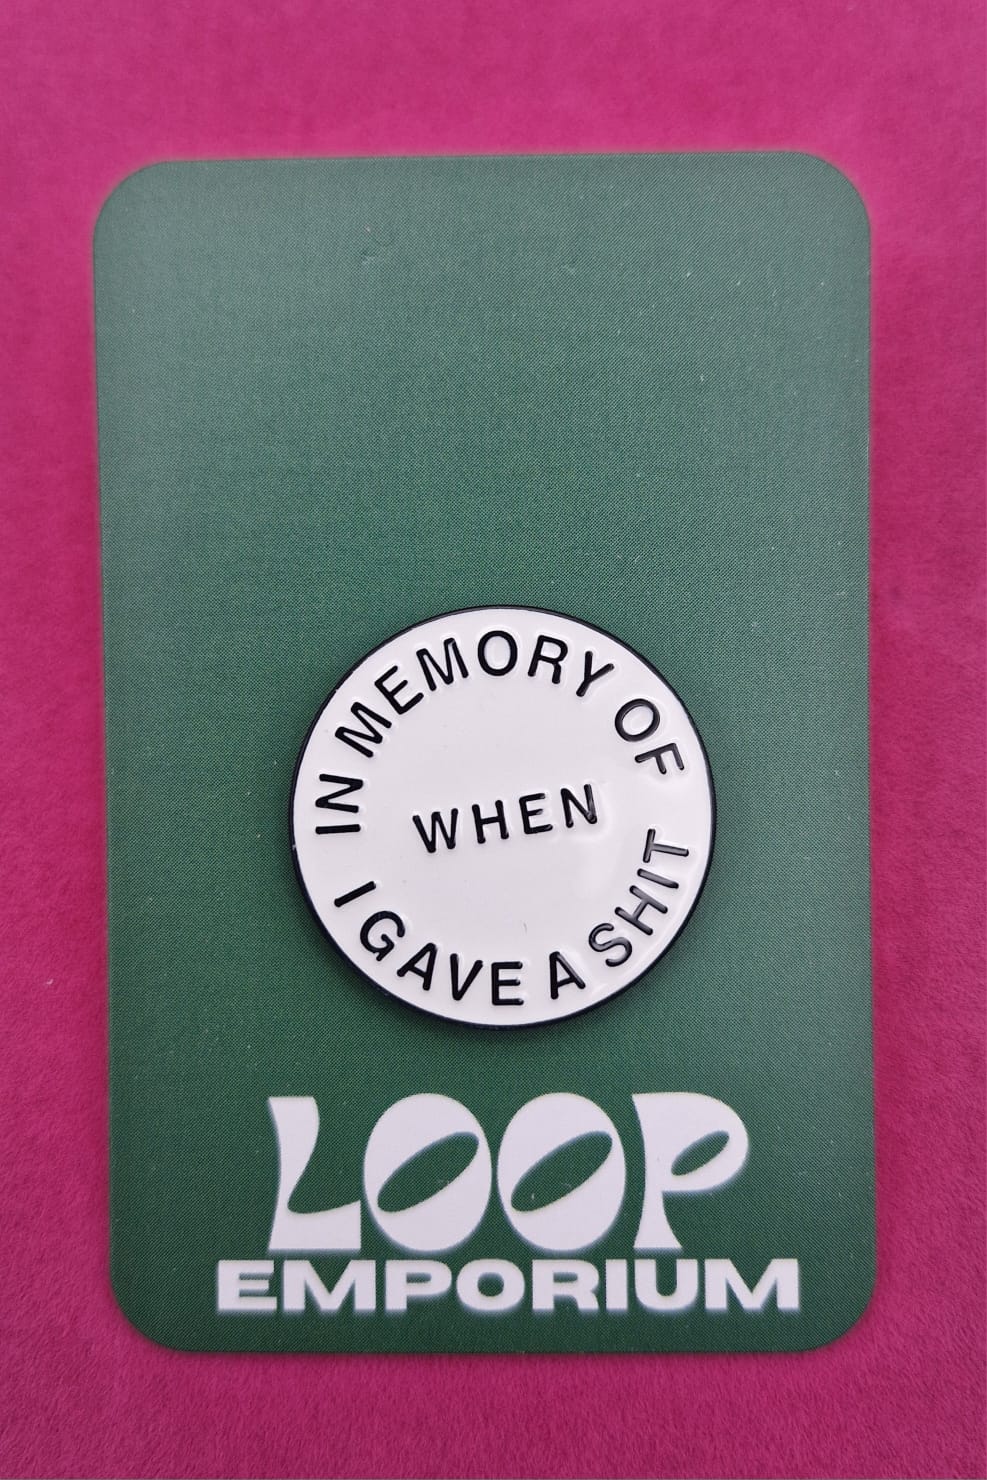 IN MEMORY OF
WHEN
I GAVE A SHIT
LOOP
EMPORIUM